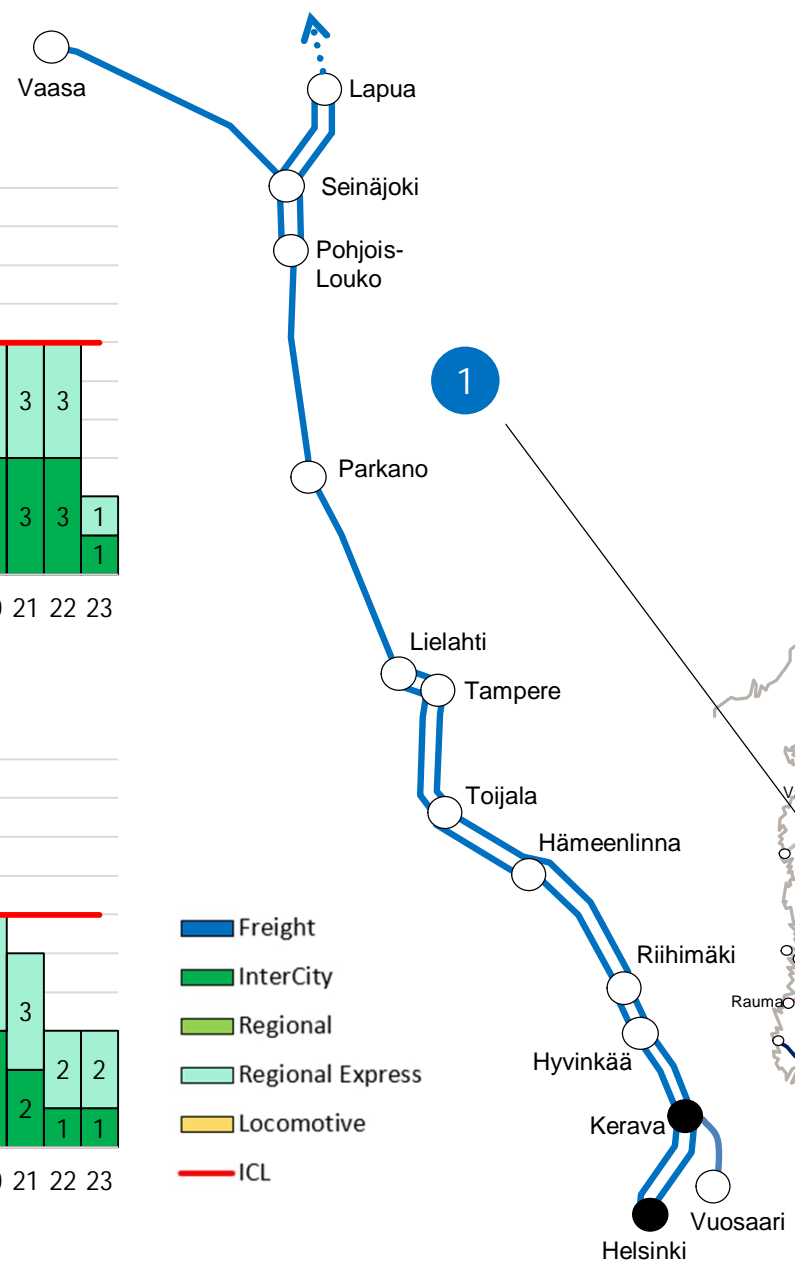 Vaasa
Lapua
Seinäjoki
Pohjois-
Louko
1
Parkano
Lielahti
Tampere
Toijala
Hämeenlinna
Riihimäki
Hyvinkää
Kerava
Vuosaari
Helsinki
3 3
3 3 1
1
21 22 23
3
2 2
2 1 1
21 22 23
Freight
InterCity
Regional
Regional Express
Locomotive
ICL
Rauma